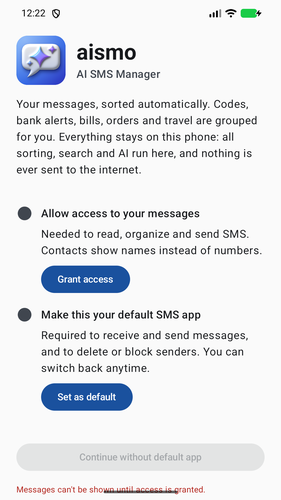 12:22
aismo
AI SMS Manager
Your messages, sorted automatically. Codes,
bank alerts, bills, orders and travel are grouped
for you. Everything stays on this phone: all
sorting, search and AI run here, and nothing is
ever sent to the internet.
Allow access to your messages
Needed to read, organize and send SMS.
Contacts show names instead of numbers.
Grant access
Make this your default SMS app
Required to receive and send messages,
and to delete or block senders. You can
switch back anytime.
Set as default
Continue without default app
Messages can't be shown until access is granted.